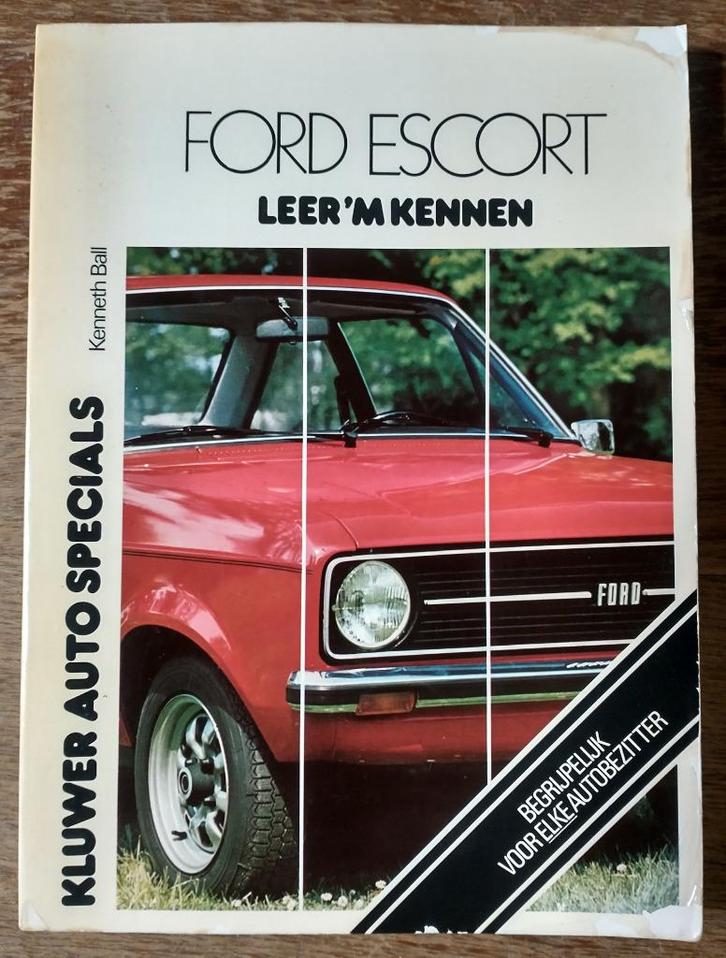 FORD ESCORT
LEER 'M KENNEN
Kenneth Ball
KLUWER AUTO SPECIALS
FORD
BEGRIJPELIJK
VOOR ELKE AUTOBEZITTER